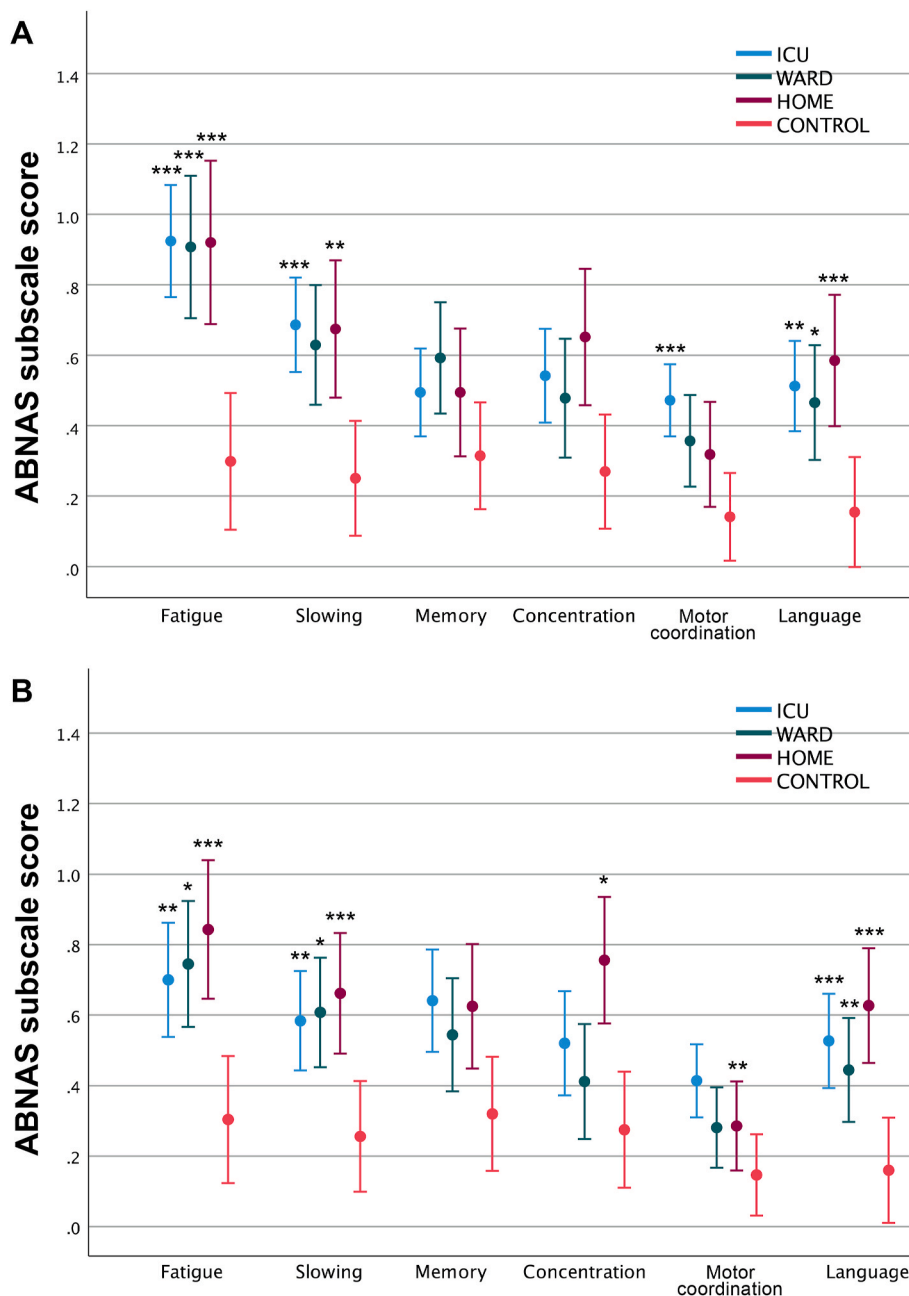 A
ICU
WARD
HOME
CONTROL
ABNAS subscale score
1.4
1.2
1.0
.8
.6
.4
.2
.0
***
***
***
***
**
***
**
*
***
Fatigue
Slowing
Memory
Concentration
Motor
coordination
Language
B
ICU
WARD
HOME
CONTROL
ABNAS subscale score
1.4
1.2
1.0
.8
.6
.4
.2
.0
**
*
***
**
*
***
*
**
***
**
***
Fatigue
Slowing
Memory
Concentration
Motor
coordination
Language